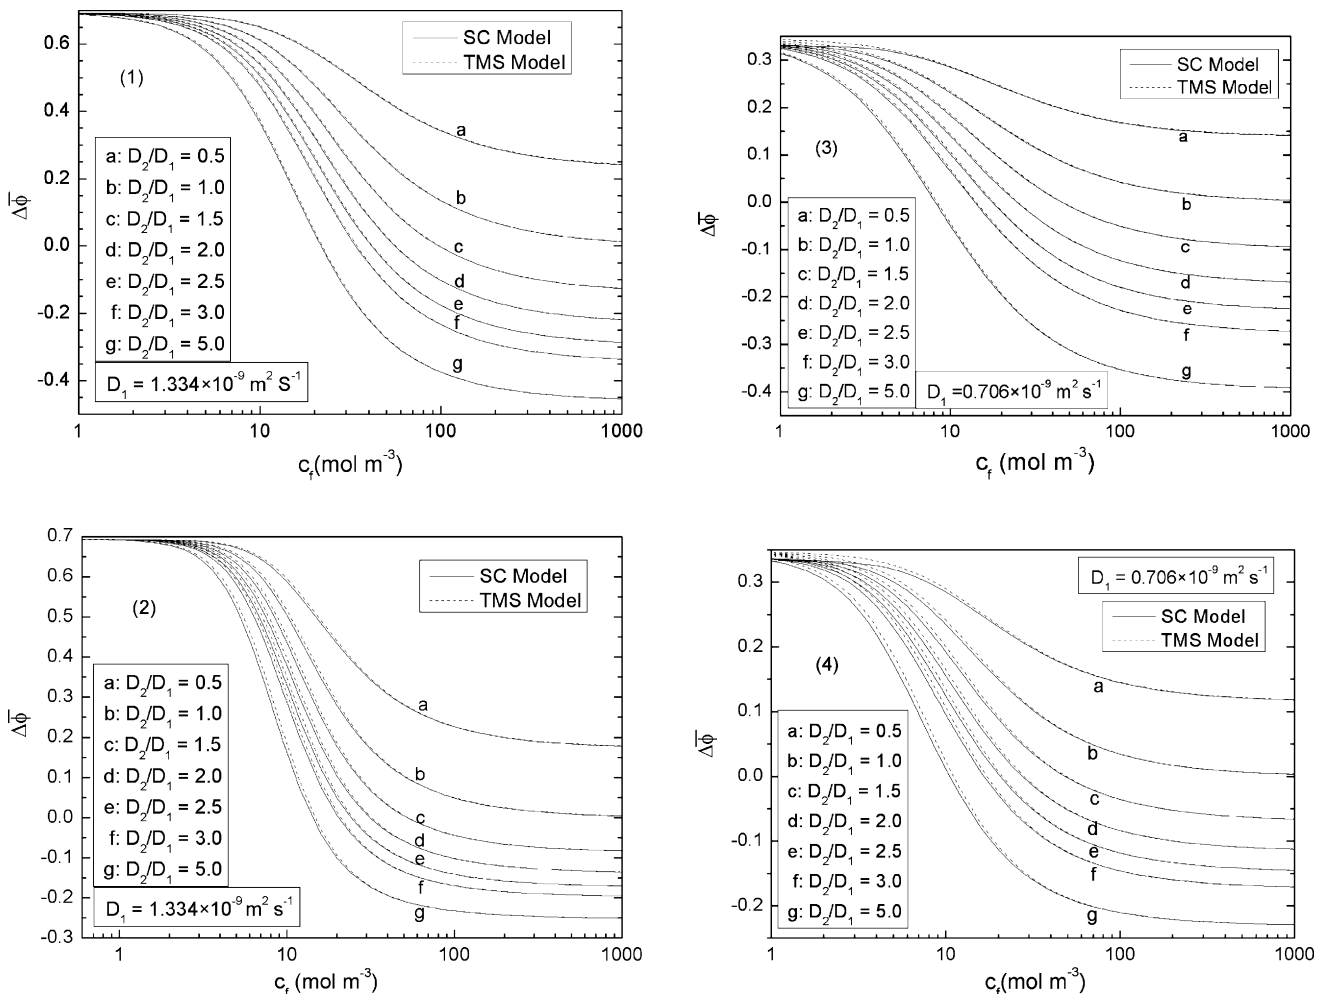 0.6
0.4
0.2
0.0
-0.2
-0.4
Δϕ̅
(1)
SC Model
TMS Model
a: D₂/D₁ = 0.5
b: D₂/D₁ = 1.0
c: D₂/D₁ = 1.5
d: D₂/D₁ = 2.0
e: D₂/D₁ = 2.5
f: D₂/D₁ = 3.0
g: D₂/D₁ = 5.0
D₁ = 1.334×10⁻⁹ m² S⁻¹
a
b
c
d
e
f
g
1 10 100 1000
c_f(mol m⁻³)
0.3
0.2
0.1
0.0
-0.1
-0.2
-0.3
-0.4
Δϕ̅
(3)
SC Model
TMS Model
a: D₂/D₁ = 0.5
b: D₂/D₁ = 1.0
c: D₂/D₁ = 1.5
d: D₂/D₁ = 2.0
e: D₂/D₁ = 2.5
f: D₂/D₁ = 3.0
g: D₂/D₁ = 5.0
D₁ =0.706×10⁻⁹ m² s⁻¹
a
b
c
d
e
f
g
1 10 100 1000
c_f (mol m⁻³)
0.7
0.6
0.5
0.4
0.3
0.2
0.1
0.0
-0.1
-0.2
-0.3
Δϕ̅
(2)
SC Model
TMS Model
a: D₂/D₁ = 0.5
b: D₂/D₁ = 1.0
c: D₂/D₁ = 1.5
d: D₂/D₁ = 2.0
e: D₂/D₁ = 2.5
f: D₂/D₁ = 3.0
g: D₂/D₁ = 5.0
D₁ = 1.334×10⁻⁹ m² s⁻¹
a
b
c
d
e
f
g
1 10 100 1000
c_f (mol m⁻³)
0.3
0.2
0.1
0.0
-0.1
-0.2
Δϕ̅
(4)
D₁ = 0.706×10⁻⁹ m² s⁻¹
SC Model
TMS Model
a: D₂/D₁ = 0.5
b: D₂/D₁ = 1.0
c: D₂/D₁ = 1.5
d: D₂/D₁ = 2.0
e: D₂/D₁ = 2.5
f: D₂/D₁ = 3.0
g: D₂/D₁ = 5.0
a
b
c
d
e
f
g
1 10 100 1000
c_f (mol m⁻³)